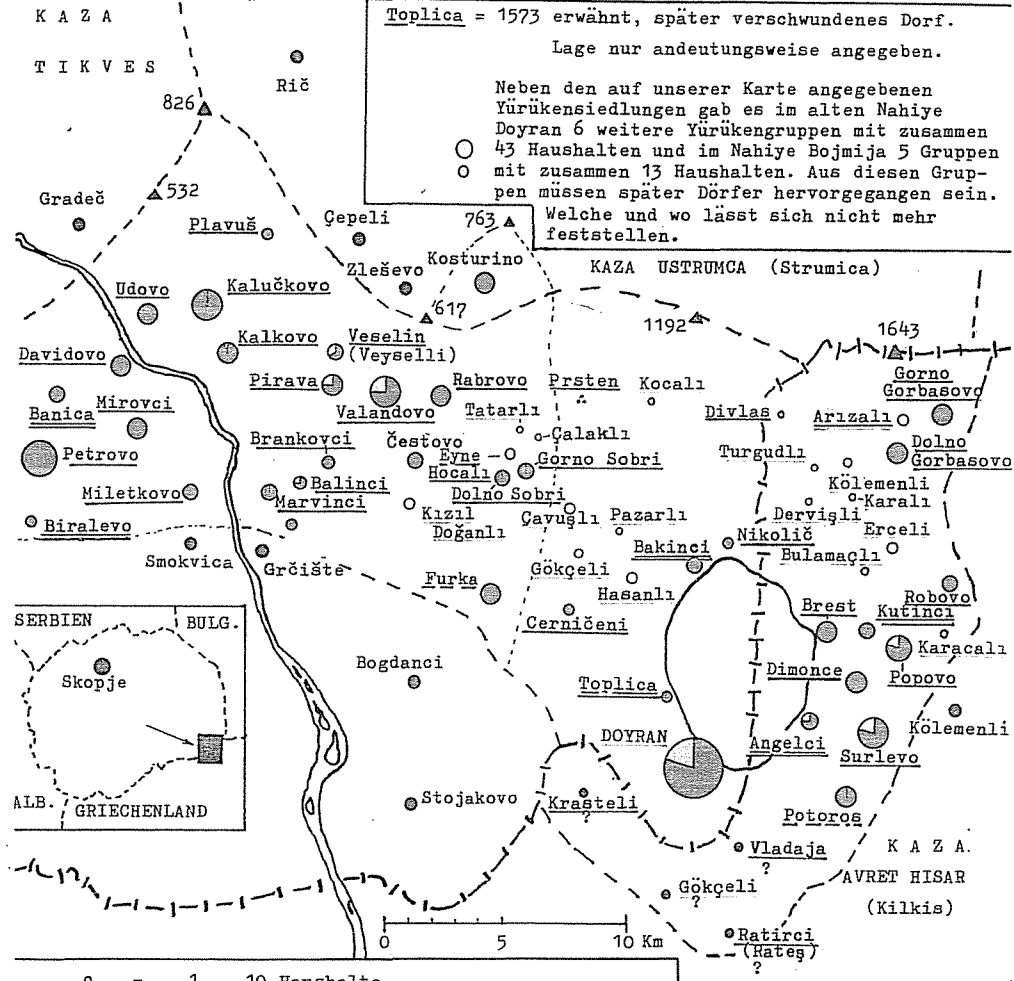 KAZA
TIKVES
Toplica = 1573 erwähnt, später verschwundenes Dorf.
Lage nur andeutungsweise angegeben.
Neben den auf unserer Karte angegebenen
Yürükensiedlungen gab es im alten Nahiye
Doyran 6 weitere Yürükengruppen mit zusammen
43 Haushalten und im Nahiye Bojmija 5 Gruppen
mit zusammen 13 Haushalten. Aus diesen Grup-
pen müssen später Dörfer hervorgegangen sein.
Welche und wo lässt sich nicht mehr
feststellen.
Rič
826
532
Gradeč
Plavuš
Çepeli
763
Zleševo
Kosturino
KAZA USTRUMCA (Strumica)
Udovo
Kalučkovo
617
1192
1643
Davidovo
Kalkovo
Veselin
(Veyselli)
Gorno
Gorbasovo
Pirava
Valandovo
Rabrovo
Prsten
Kocalı
Banica
Mirovci
Tatarlı
Divlas
Arızalı
Çalaklı
Petrovo
Brankovci
Čestovo
Eyne
Hocalı
Gorno Sobri
Turgudlı
Dolno
Gorbasovo
Miletkovo
Balinci
Marvinci
Dolno Sobri
Kölemenli
Karalı
Biralevo
Kızıl
Doğanlı
Çavuşlı
Pazarlı
Dervişli
Erceli
Smokvica
Grčište
Bakinci
Nikolič
Bulamaçlı
Gökçeli
Hasanlı
Furka
Černičeni
Robovo
Brest
Kutinci
Karacalı
SERBIEN
BULG.
Skopje
ALB.
GRIECHENLAND
Bogdanci
Dimonce
Popovo
Toplica
Kölemenli
DOYRAN
Angelci
Surlevo
Stojakovo
Krasteli
?
Potoros
Vladaja
?
KAZA.
AVRET HISAR
(Kilkis)
Gökçeli
?
0 5 10 Km
Ratirci
(Rateş)
?
1 10 Haushalte